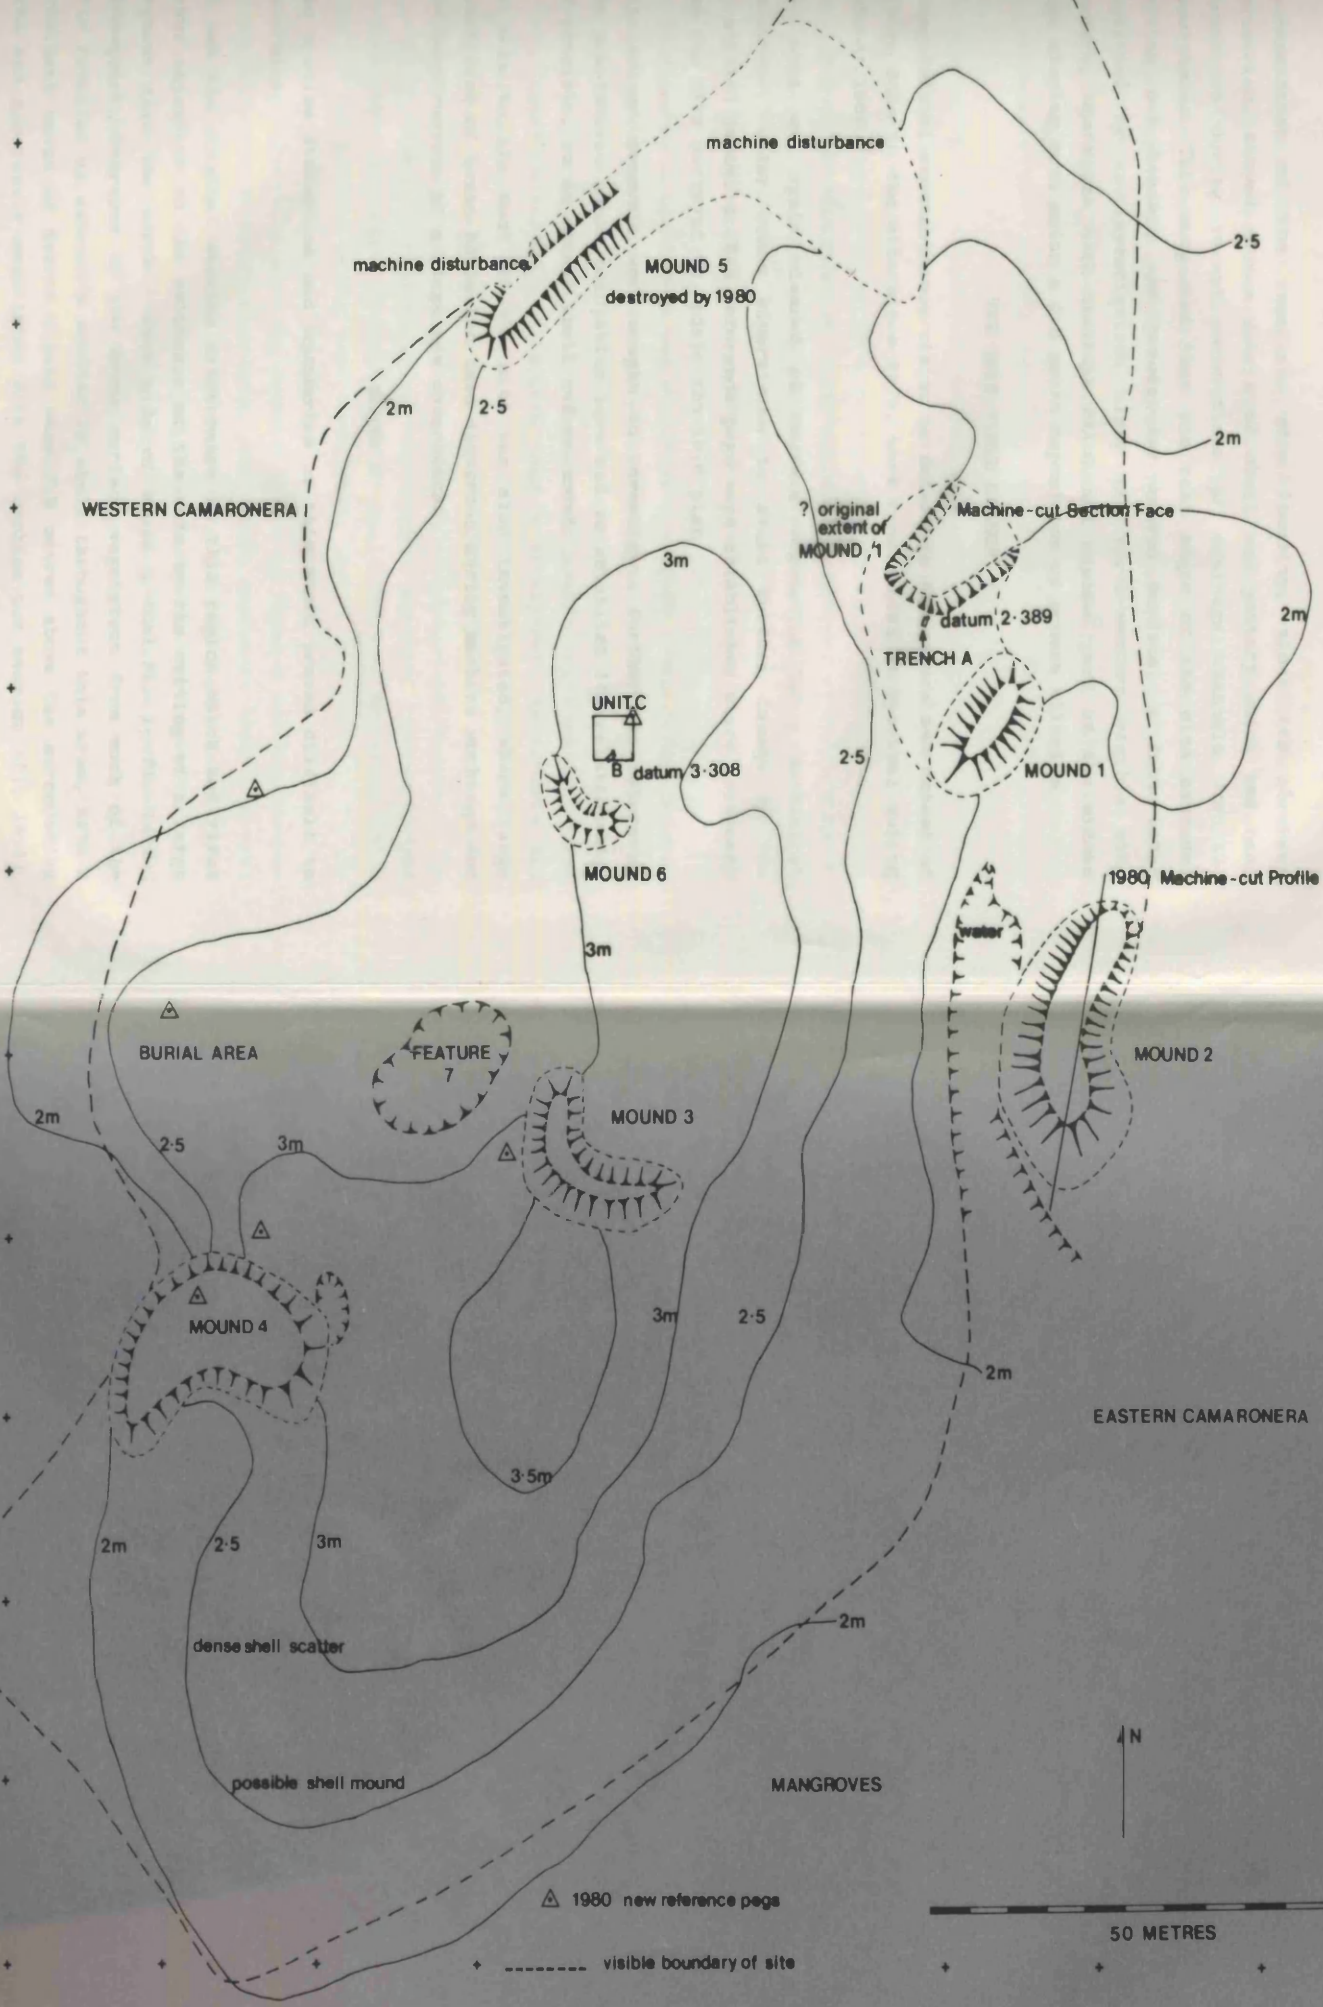 machine disturbance
2·5
machine disturbance
MOUND 5
destroyed by 1980
2m
2·5
2m
WESTERN CAMARONERA
? original
extent of
MOUND 1
Machine-cut Section Face
3m
2m
datum 2·389
TRENCH A
UNIT C
B datum 3·308
2·5
MOUND 1
MOUND 6
1980 Machine-cut Profile
water
3m
BURIAL AREA
FEATURE
7
MOUND 2
2m
2·5
3m
MOUND 3
MOUND 4
3m
2·5
2m
EASTERN CAMARONERA
3·5m
2m
2·5
3m
dense shell scatter
2m
possible shell mound
MANGROVES
N
1980 new reference pegs
50 METRES
visible boundary of site